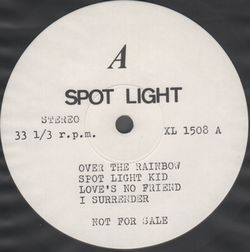 A
SPOT LIGHT
STEREO
33 1/3 r.p.m. XL 1508 A
OVER THE RAINBOW
SPOT LIGHT KID
LOVE'S NO FRIEND
I SURRENDER
NOT FOR SALE